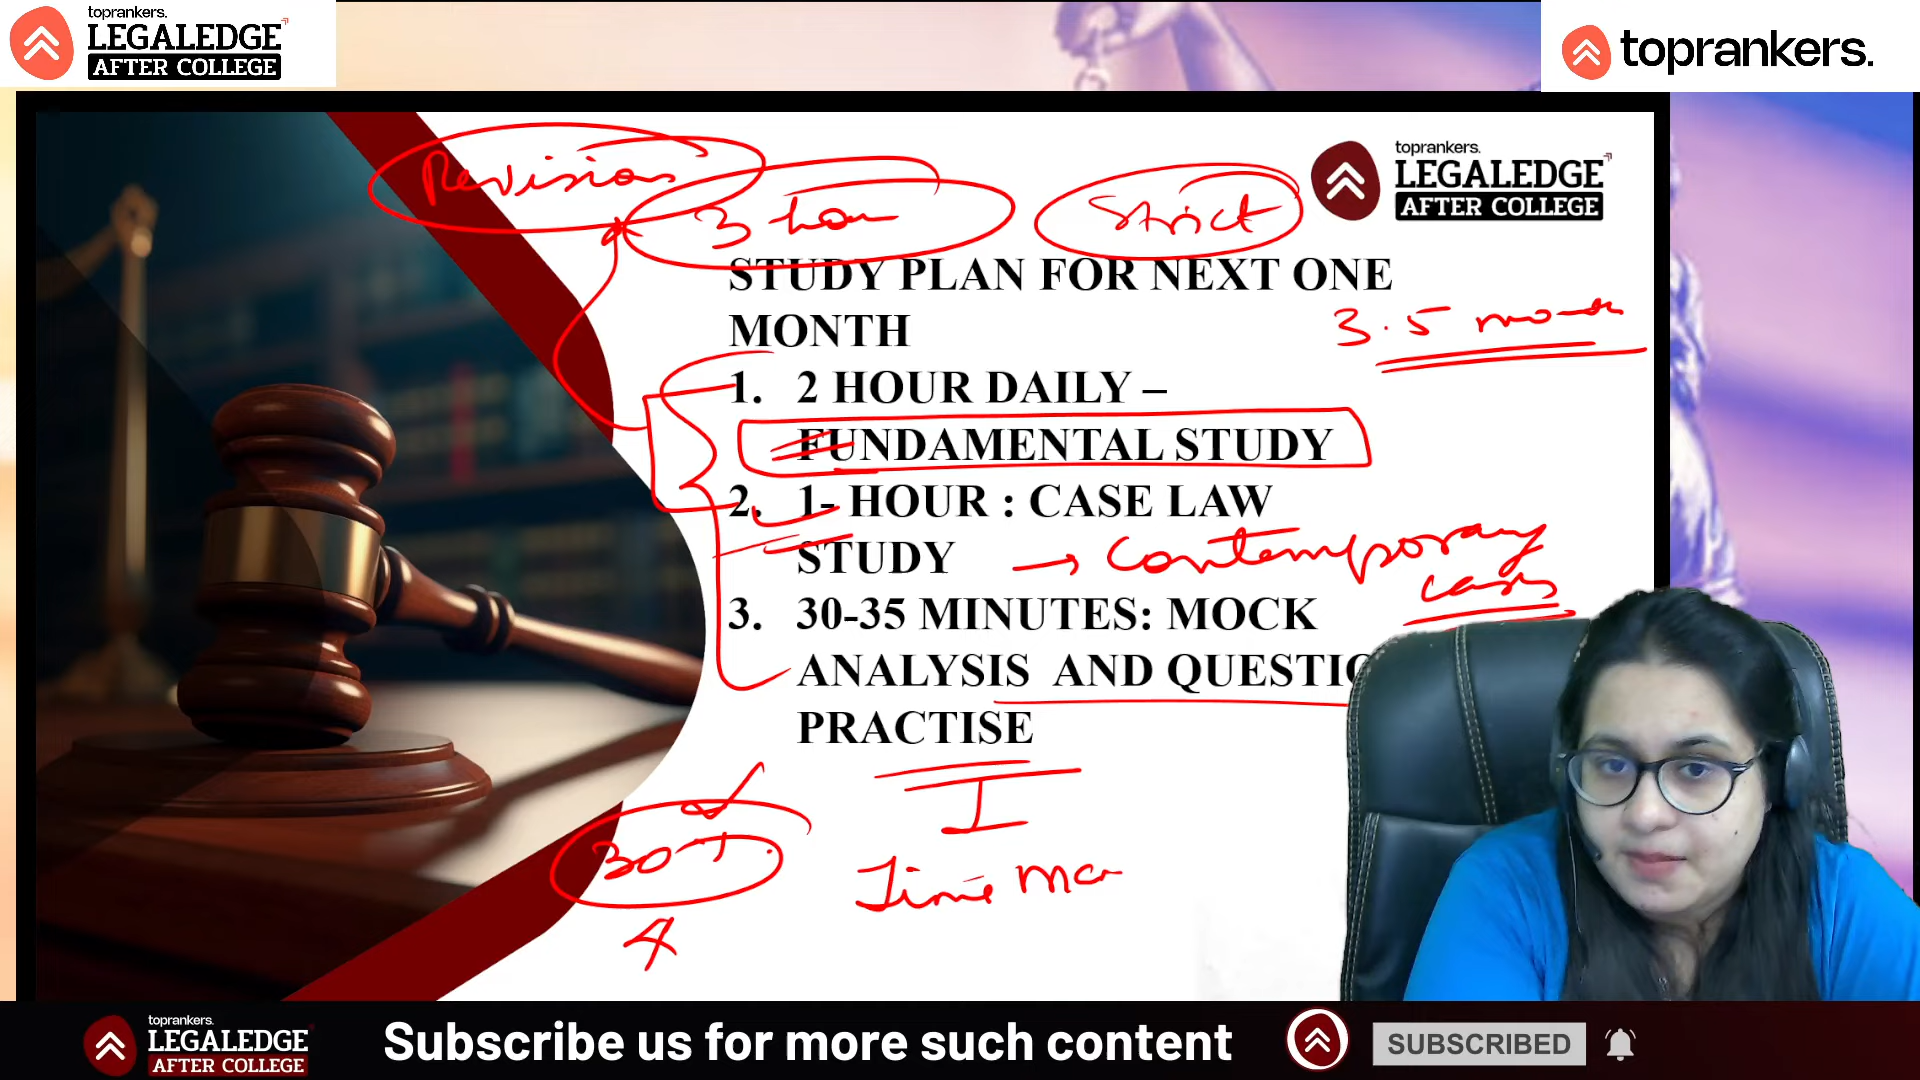 toprankers.
LEGALEDGE
AFTER COLLEGE
toprankers.
toprankers.
LEGALEDGE
AFTER COLLEGE
Revision
3 hou
Strict
STUDY PLAN FOR NEXT ONE
MONTH
3.5 month
1. 2 HOUR DAILY –
FUNDAMENTAL STUDY
2. 1- HOUR : CASE LAW
STUDY → Contemporary
cases
3. 30-35 MINUTES: MOCK
ANALYSIS AND QUESTIO
PRACTISE
I
30+
Time Ma
4
toprankers.
LEGALEDGE
AFTER COLLEGE
Subscribe us for more such content
SUBSCRIBED